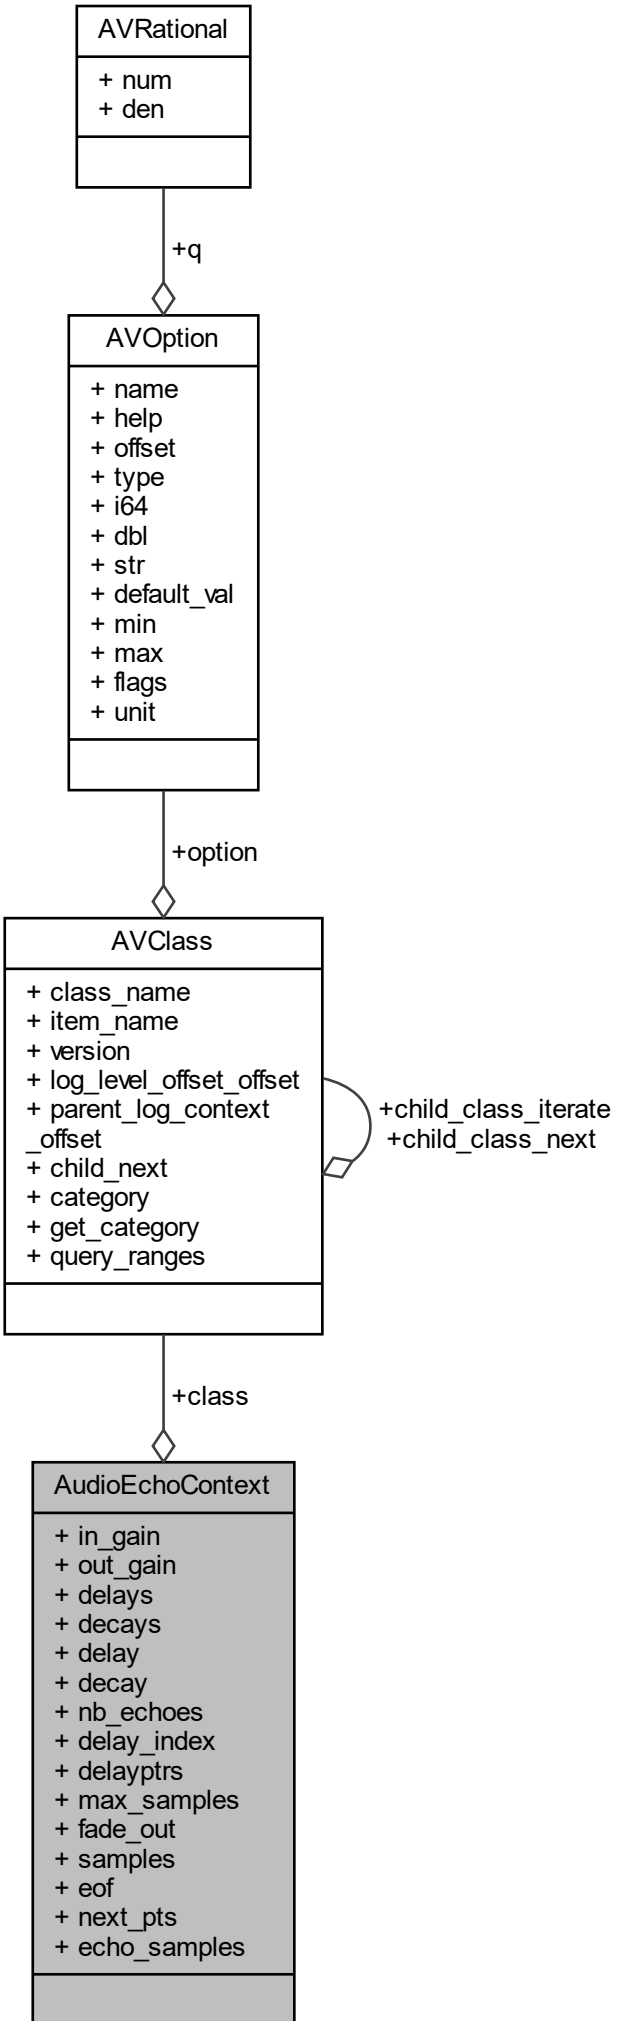 AVRational
+ num
+ den
+q
AVOption
+ name
+ help
+ offset
+ type
+ i64
+ dbl
+ str
+ default_val
+ min
+ max
+ flags
+ unit
+option
AVClass
+ class_name
+ item_name
+ version
+ log_level_offset_offset
+ parent_log_context
_offset
+ child_next
+ category
+ get_category
+ query_ranges
+child_class_iterate
+child_class_next
+class
AudioEchoContext
+ in_gain
+ out_gain
+ delays
+ decays
+ delay
+ decay
+ nb_echoes
+ delay_index
+ delayptrs
+ max_samples
+ fade_out
+ samples
+ eof
+ next_pts
+ echo_samples